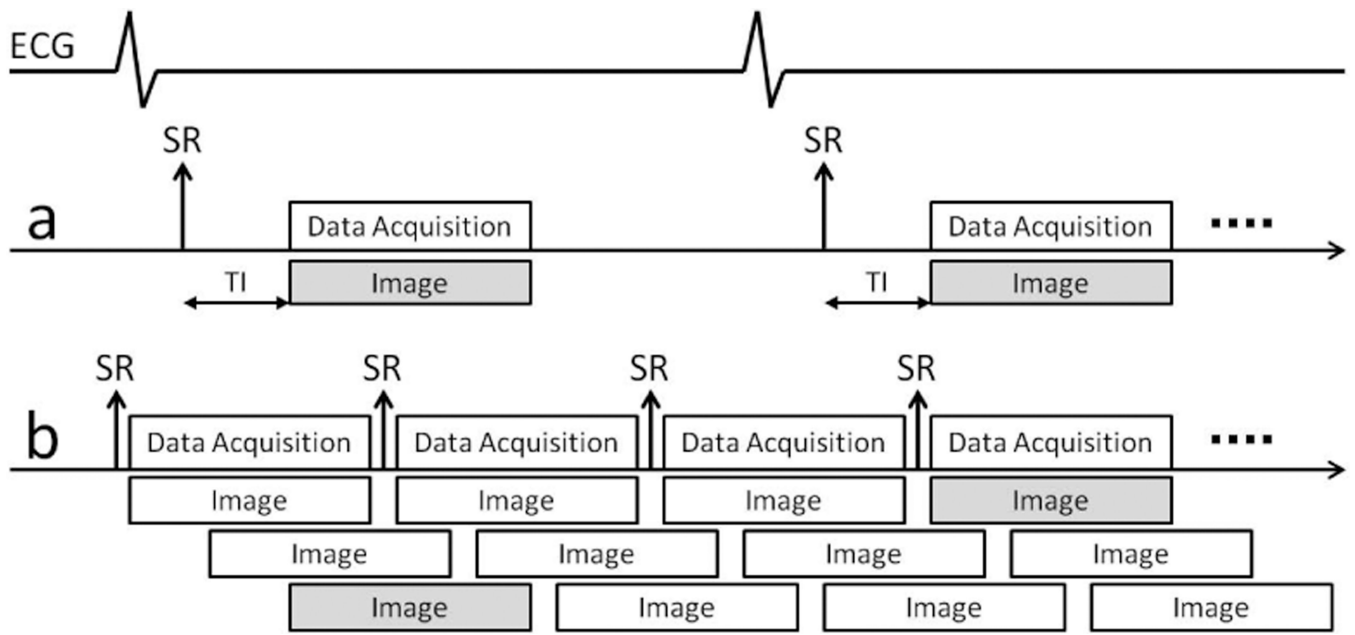 ECG
SR SR
a Data Acquisition Data Acquisition ....
TI Image TI Image
SR SR SR SR
b Data Acquisition Data Acquisition Data Acquisition Data Acquisition ....
Image Image Image Image
Image Image Image Image
Image Image Image Image